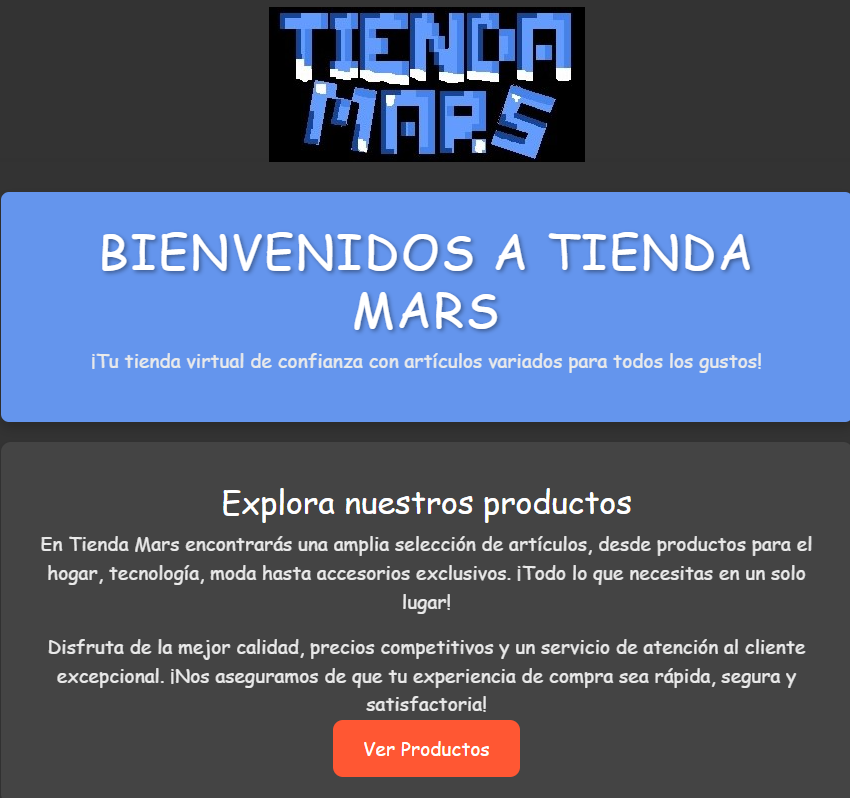 TIENDA
MARS
BIENVENIDOS A TIENDA
MARS
¡Tu tienda virtual de confianza con artículos variados para todos los gustos!
Explora nuestros productos
En Tienda Mars encontrarás una amplia selección de artículos, desde productos para el
hogar, tecnología, moda hasta accesorios exclusivos. ¡Todo lo que necesitas en un solo
lugar!
Disfruta de la mejor calidad, precios competitivos y un servicio de atención al cliente
excepcional. ¡Nos aseguramos de que tu experiencia de compra sea rápida, segura y
satisfactoria!
Ver Productos